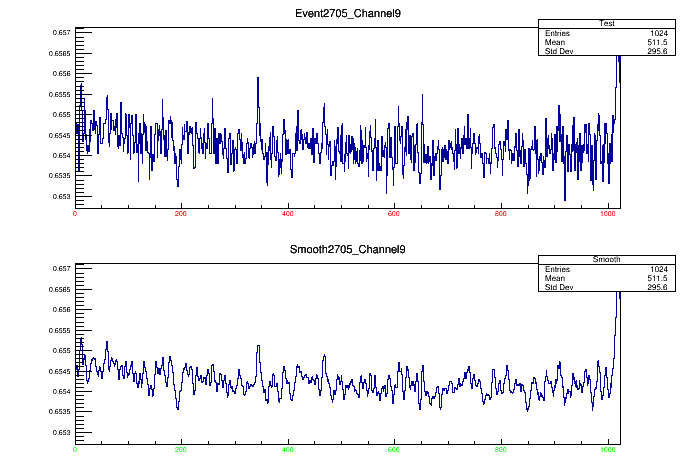 Event2705_Channel9
Test
Entries 1024
Mean 511.5
Std Dev 295.6
0.657
0.6565
0.656
0.6555
0.655
0.6545
0.654
0.6535
0.653
0 200 400 600 800 1000
Smooth2705_Channel9
Smooth
Entries 1024
Mean 511.5
Std Dev 295.6
0.657
0.6565
0.656
0.6555
0.655
0.6545
0.654
0.6535
0.653
0 200 400 600 800 1000